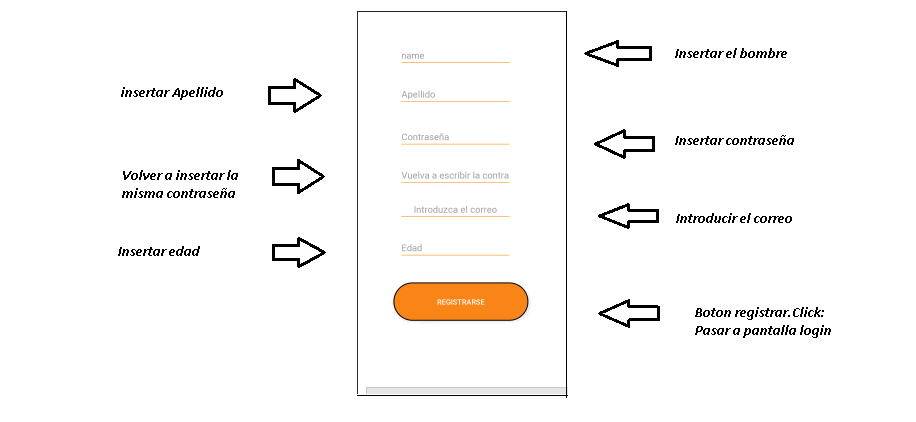 name
Insertar el bombre
insertar Apellido
Apellido
Contraseña
Insertar contraseña
Volver a insertar la
misma contraseña
Vuelva a escribir la contra
Introduzca el correo
Introducir el correo
Insertar edad
Edad
REGISTRARSE
Boton registrar.Click:
Pasar a pantalla login